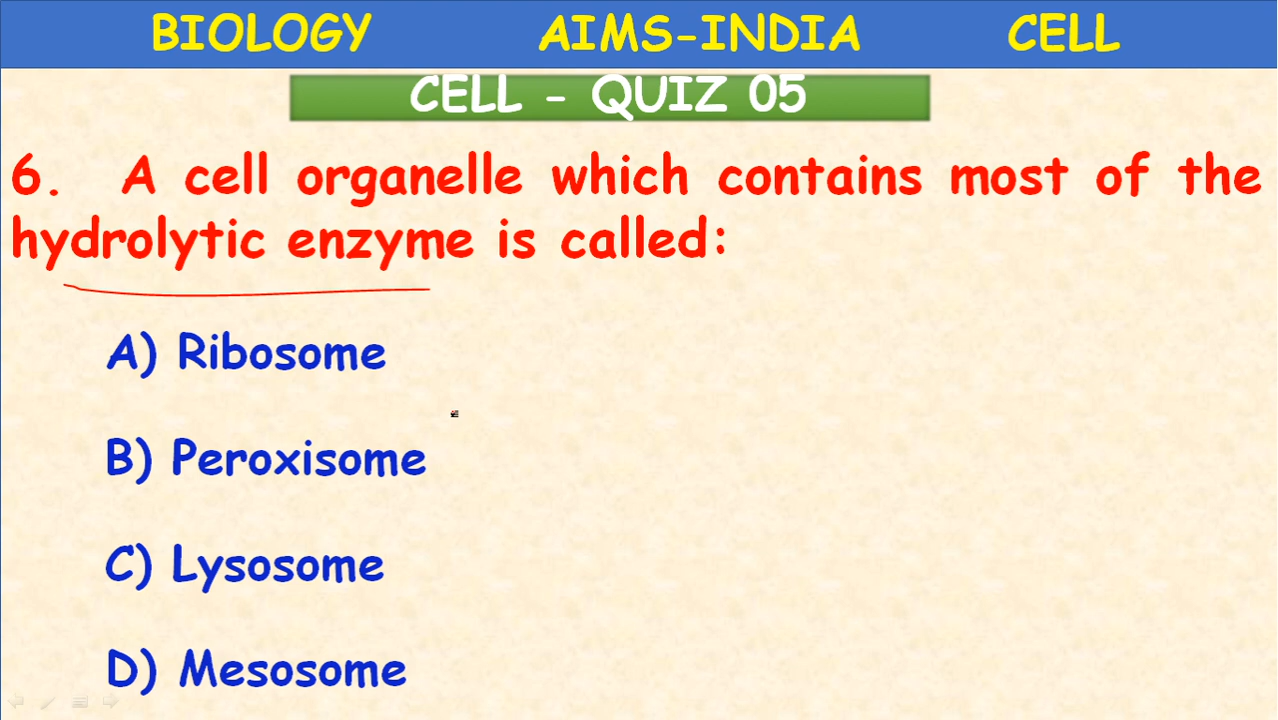 BIOLOGY AIMS-INDIA CELL
CELL - QUIZ 05
6. A cell organelle which contains most of the
hydrolytic enzyme is called:
A) Ribosome
B) Peroxisome
C) Lysosome
D) Mesosome